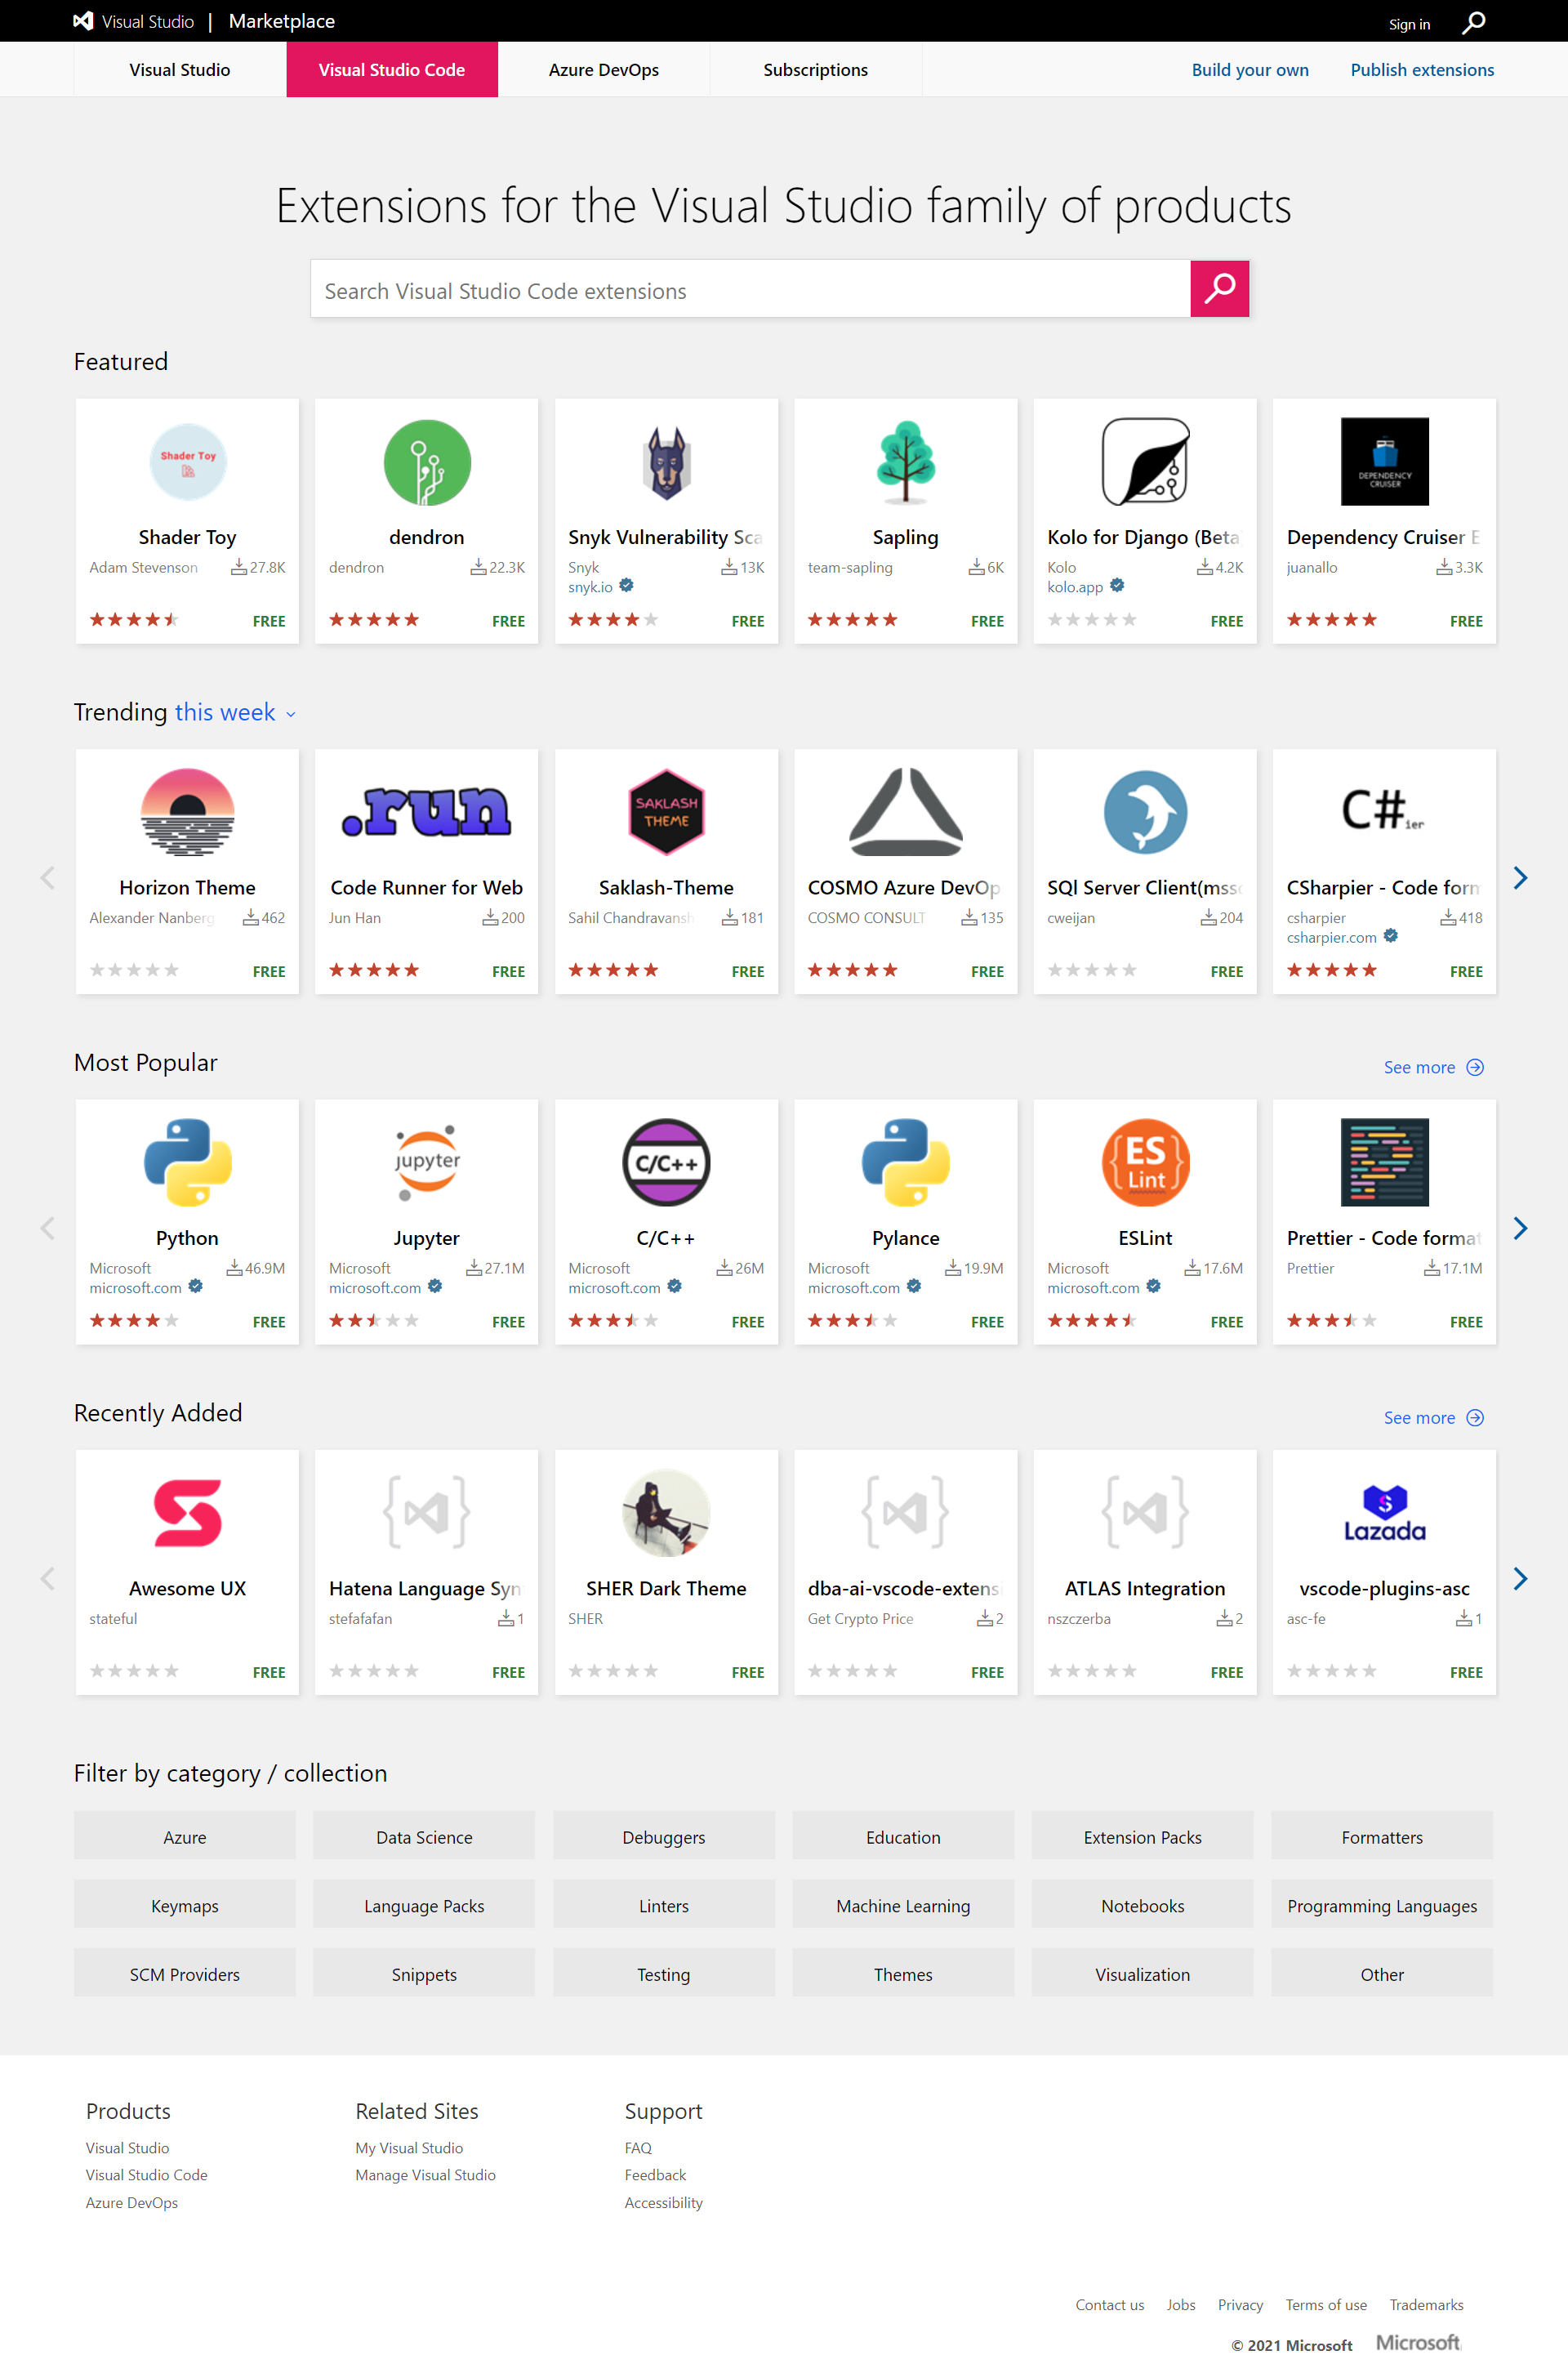 Visual Studio | Marketplace
Sign in
Visual Studio
Visual Studio Code
Azure DevOps
Subscriptions
Build your own
Publish extensions
Extensions for the Visual Studio family of products
Search Visual Studio Code extensions
Featured
Shader Toy
Shader Toy
Adam Stevenson 27.8K
FREE
dendron
dendron 22.3K
FREE
Snyk Vulnerability Sca
Snyk 13K
snyk.io
FREE
Sapling
team-sapling 6K
FREE
Kolo for Django (Beta
Kolo 4.2K
kolo.app
FREE
DEPENDENCY
CRUISER
Dependency Cruiser E
juanallo 3.3K
FREE
Trending this week
Horizon Theme
Alexander Nanberg 462
FREE
.run
Code Runner for Web
Jun Han 200
FREE
SAKLASH
THEME
Saklash-Theme
Sahil Chandravansh 181
FREE
COSMO Azure DevOp
COSMO CONSULT 135
FREE
SQl Server Client(mss
cweijan 204
FREE
C#ier
CSharpier - Code form
csharpier 418
csharpier.com
FREE
Most Popular
See more
Python
Microsoft 46.9M
microsoft.com
FREE
jupyter
Jupyter
Microsoft 27.1M
microsoft.com
FREE
C/C++
C/C++
Microsoft 26M
microsoft.com
FREE
Pylance
Microsoft 19.9M
microsoft.com
FREE
{ES
Lint}
ESLint
Microsoft 17.6M
microsoft.com
FREE
Prettier - Code format
Prettier 17.1M
FREE
Recently Added
See more
Awesome UX
stateful
FREE
Hatena Language Syn
stefafafan 1
FREE
SHER Dark Theme
SHER
FREE
dba-ai-vscode-extensi
Get Crypto Price 2
FREE
ATLAS Integration
nszczerba 2
FREE
$
Lazada
vscode-plugins-asc
asc-fe 1
FREE
Filter by category / collection
Azure
Data Science
Debuggers
Education
Extension Packs
Formatters
Keymaps
Language Packs
Linters
Machine Learning
Notebooks
Programming Languages
SCM Providers
Snippets
Testing
Themes
Visualization
Other
Products
Visual Studio
Visual Studio Code
Azure DevOps
Related Sites
My Visual Studio
Manage Visual Studio
Support
FAQ
Feedback
Accessibility
Contact us
Jobs
Privacy
Terms of use
Trademarks
© 2021 Microsoft
Microsoft